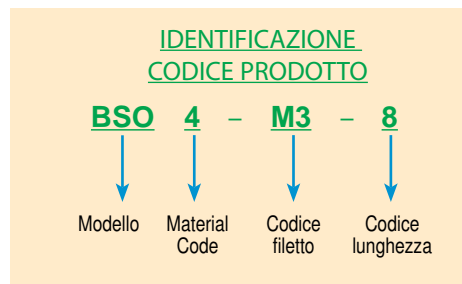 IDENTIFICAZIONE
CODICE PRODOTTO
BSO 4 – M3 – 8
Modello Material Code Codice filetto Codice lunghezza